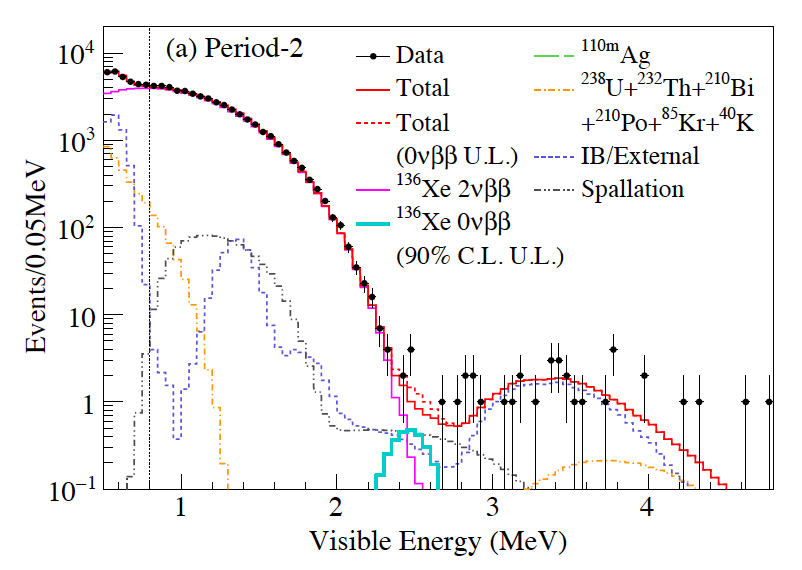 (a) Period-2
Data
Total
Total
(0νββ U.L.)
¹³⁶Xe 2νββ
¹³⁶Xe 0νββ
(90% C.L. U.L.)
¹¹⁰ᵐAg
²³⁸U+²³²Th+²¹⁰Bi
+²¹⁰Po+⁸⁵Kr+⁴⁰K
IB/External
Spallation
Events/0.05MeV
10⁴
10³
10²
10
1
10⁻¹
1 2 3 4
Visible Energy (MeV)